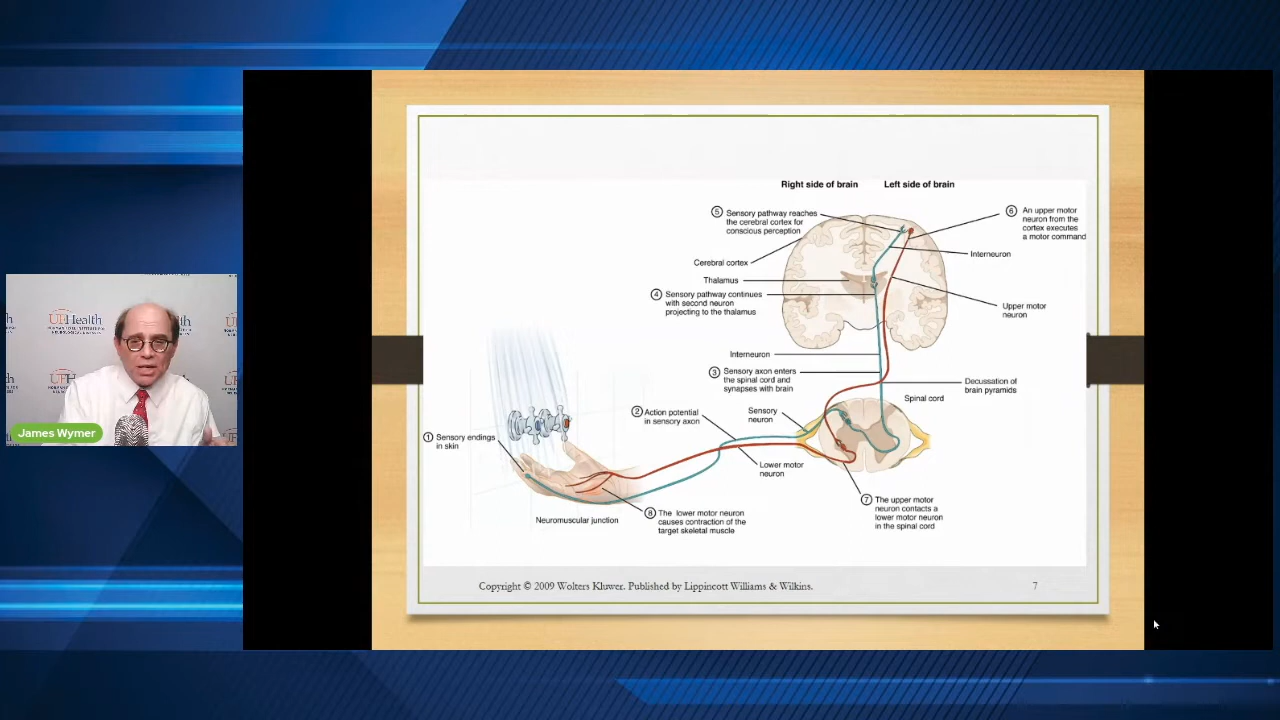 Right side of brain
Left side of brain
5 Sensory pathway reaches
the cerebral cortex for
conscious perception
6 An upper motor
neuron from the
cortex executes
a motor command
Cerebral cortex
Interneuron
Thalamus
4 Sensory pathway continues
with second neuron
projecting to the thalamus
Upper motor
neuron
Interneuron
3 Sensory axon enters
the spinal cord and
synapses with brain
Decussation of
brain pyramids
Spinal cord
2 Action potential
in sensory axon
Sensory
neuron
1 Sensory endings
in skin
Lower motor
neuron
7 The upper motor
neuron contacts a
lower motor neuron
in the spinal cord
8 The lower motor neuron
causes contraction of the
target skeletal muscle
Neuromuscular junction
Copyright © 2009 Wolters Kluwer. Published by Lippincott Williams & Wilkins.
7
UFHealth
James Wymer